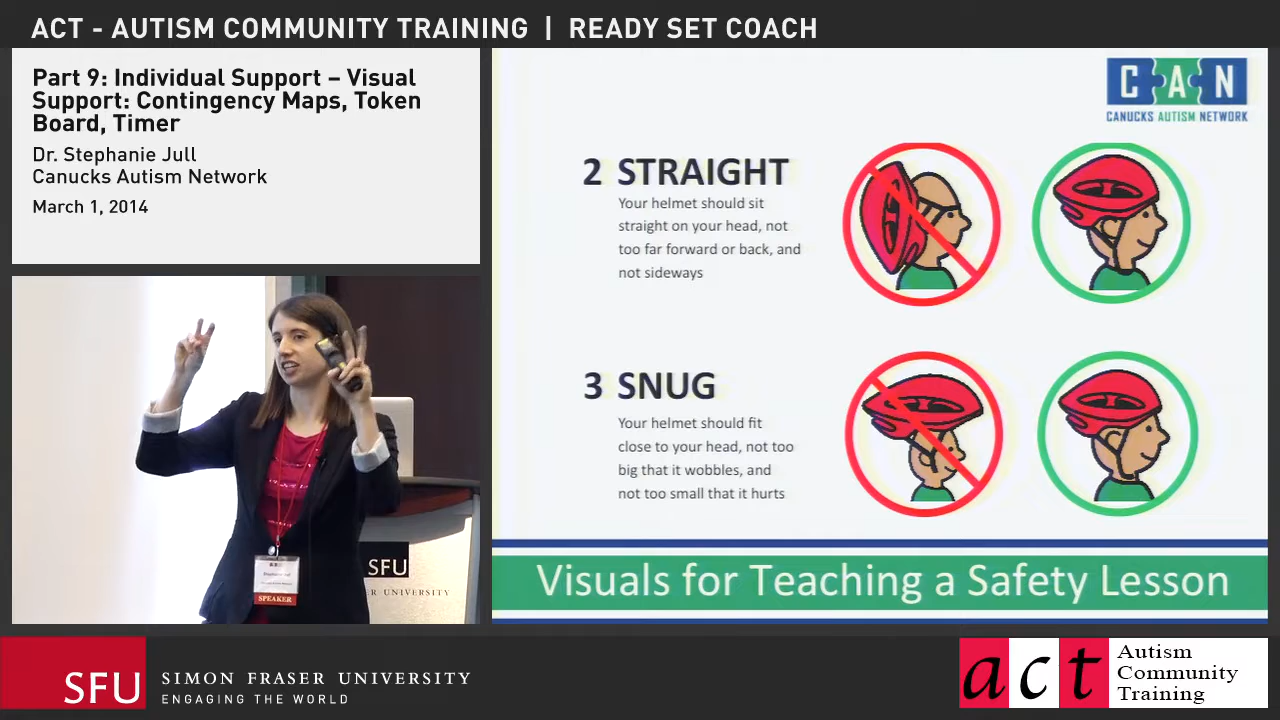 ACT - AUTISM COMMUNITY TRAINING | READY SET COACH
Part 9: Individual Support – Visual
Support: Contingency Maps, Token
Board, Timer
Dr. Stephanie Jull
Canucks Autism Network
March 1, 2014
CAN
CANUCKS AUTISM NETWORK
2 STRAIGHT
Your helmet should sit
straight on your head, not
too far forward or back, and
not sideways
3 SNUG
Your helmet should fit
close to your head, not too
big that it wobbles, and
not too small that it hurts
Visuals for Teaching a Safety Lesson
SFU
UNIVERSITY
SPEAKER
SFU
SIMON FRASER UNIVERSITY
ENGAGING THE WORLD
act
Autism
Community
Training